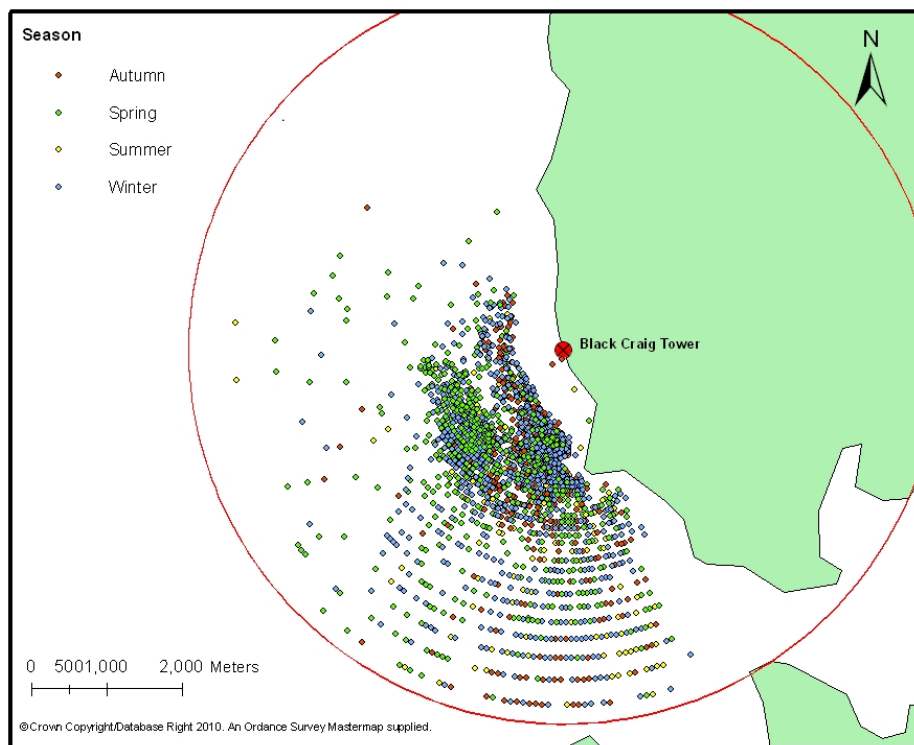 Season
N
Autumn
Spring
Summer
Winter
Black Craig Tower
0 5001,000 2,000 Meters
©Crown Copyright/Database Right 2010. An Ordance Survey Mastermap supplied.